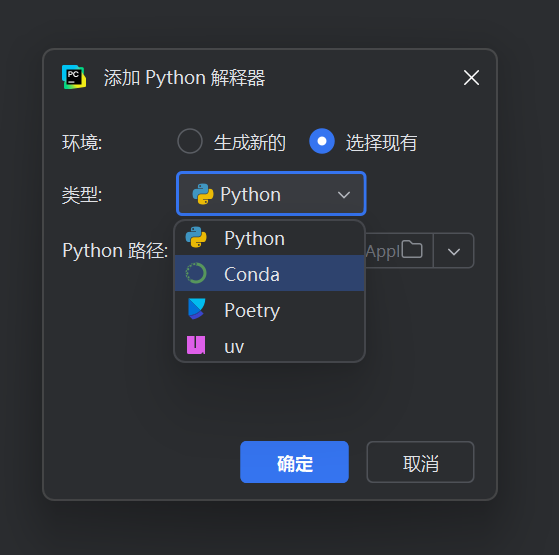 PC
添加 Python 解释器
环境: 生成新的 选择现有
类型: Python
Python 路径: Appl
Python
Conda
Poetry
uv
确定 取消